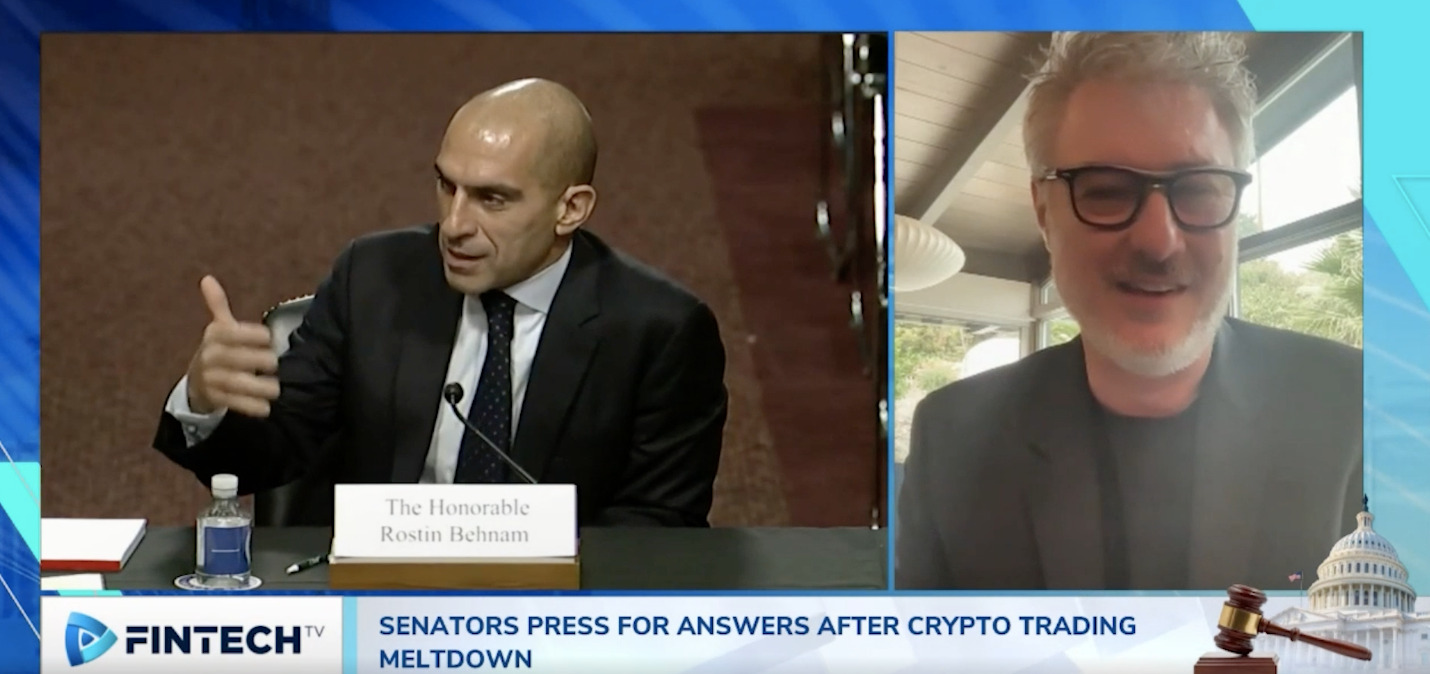 The Honorable
Rostin Behnam
FINTECH TV
SENATORS PRESS FOR ANSWERS AFTER CRYPTO TRADING
MELTDOWN